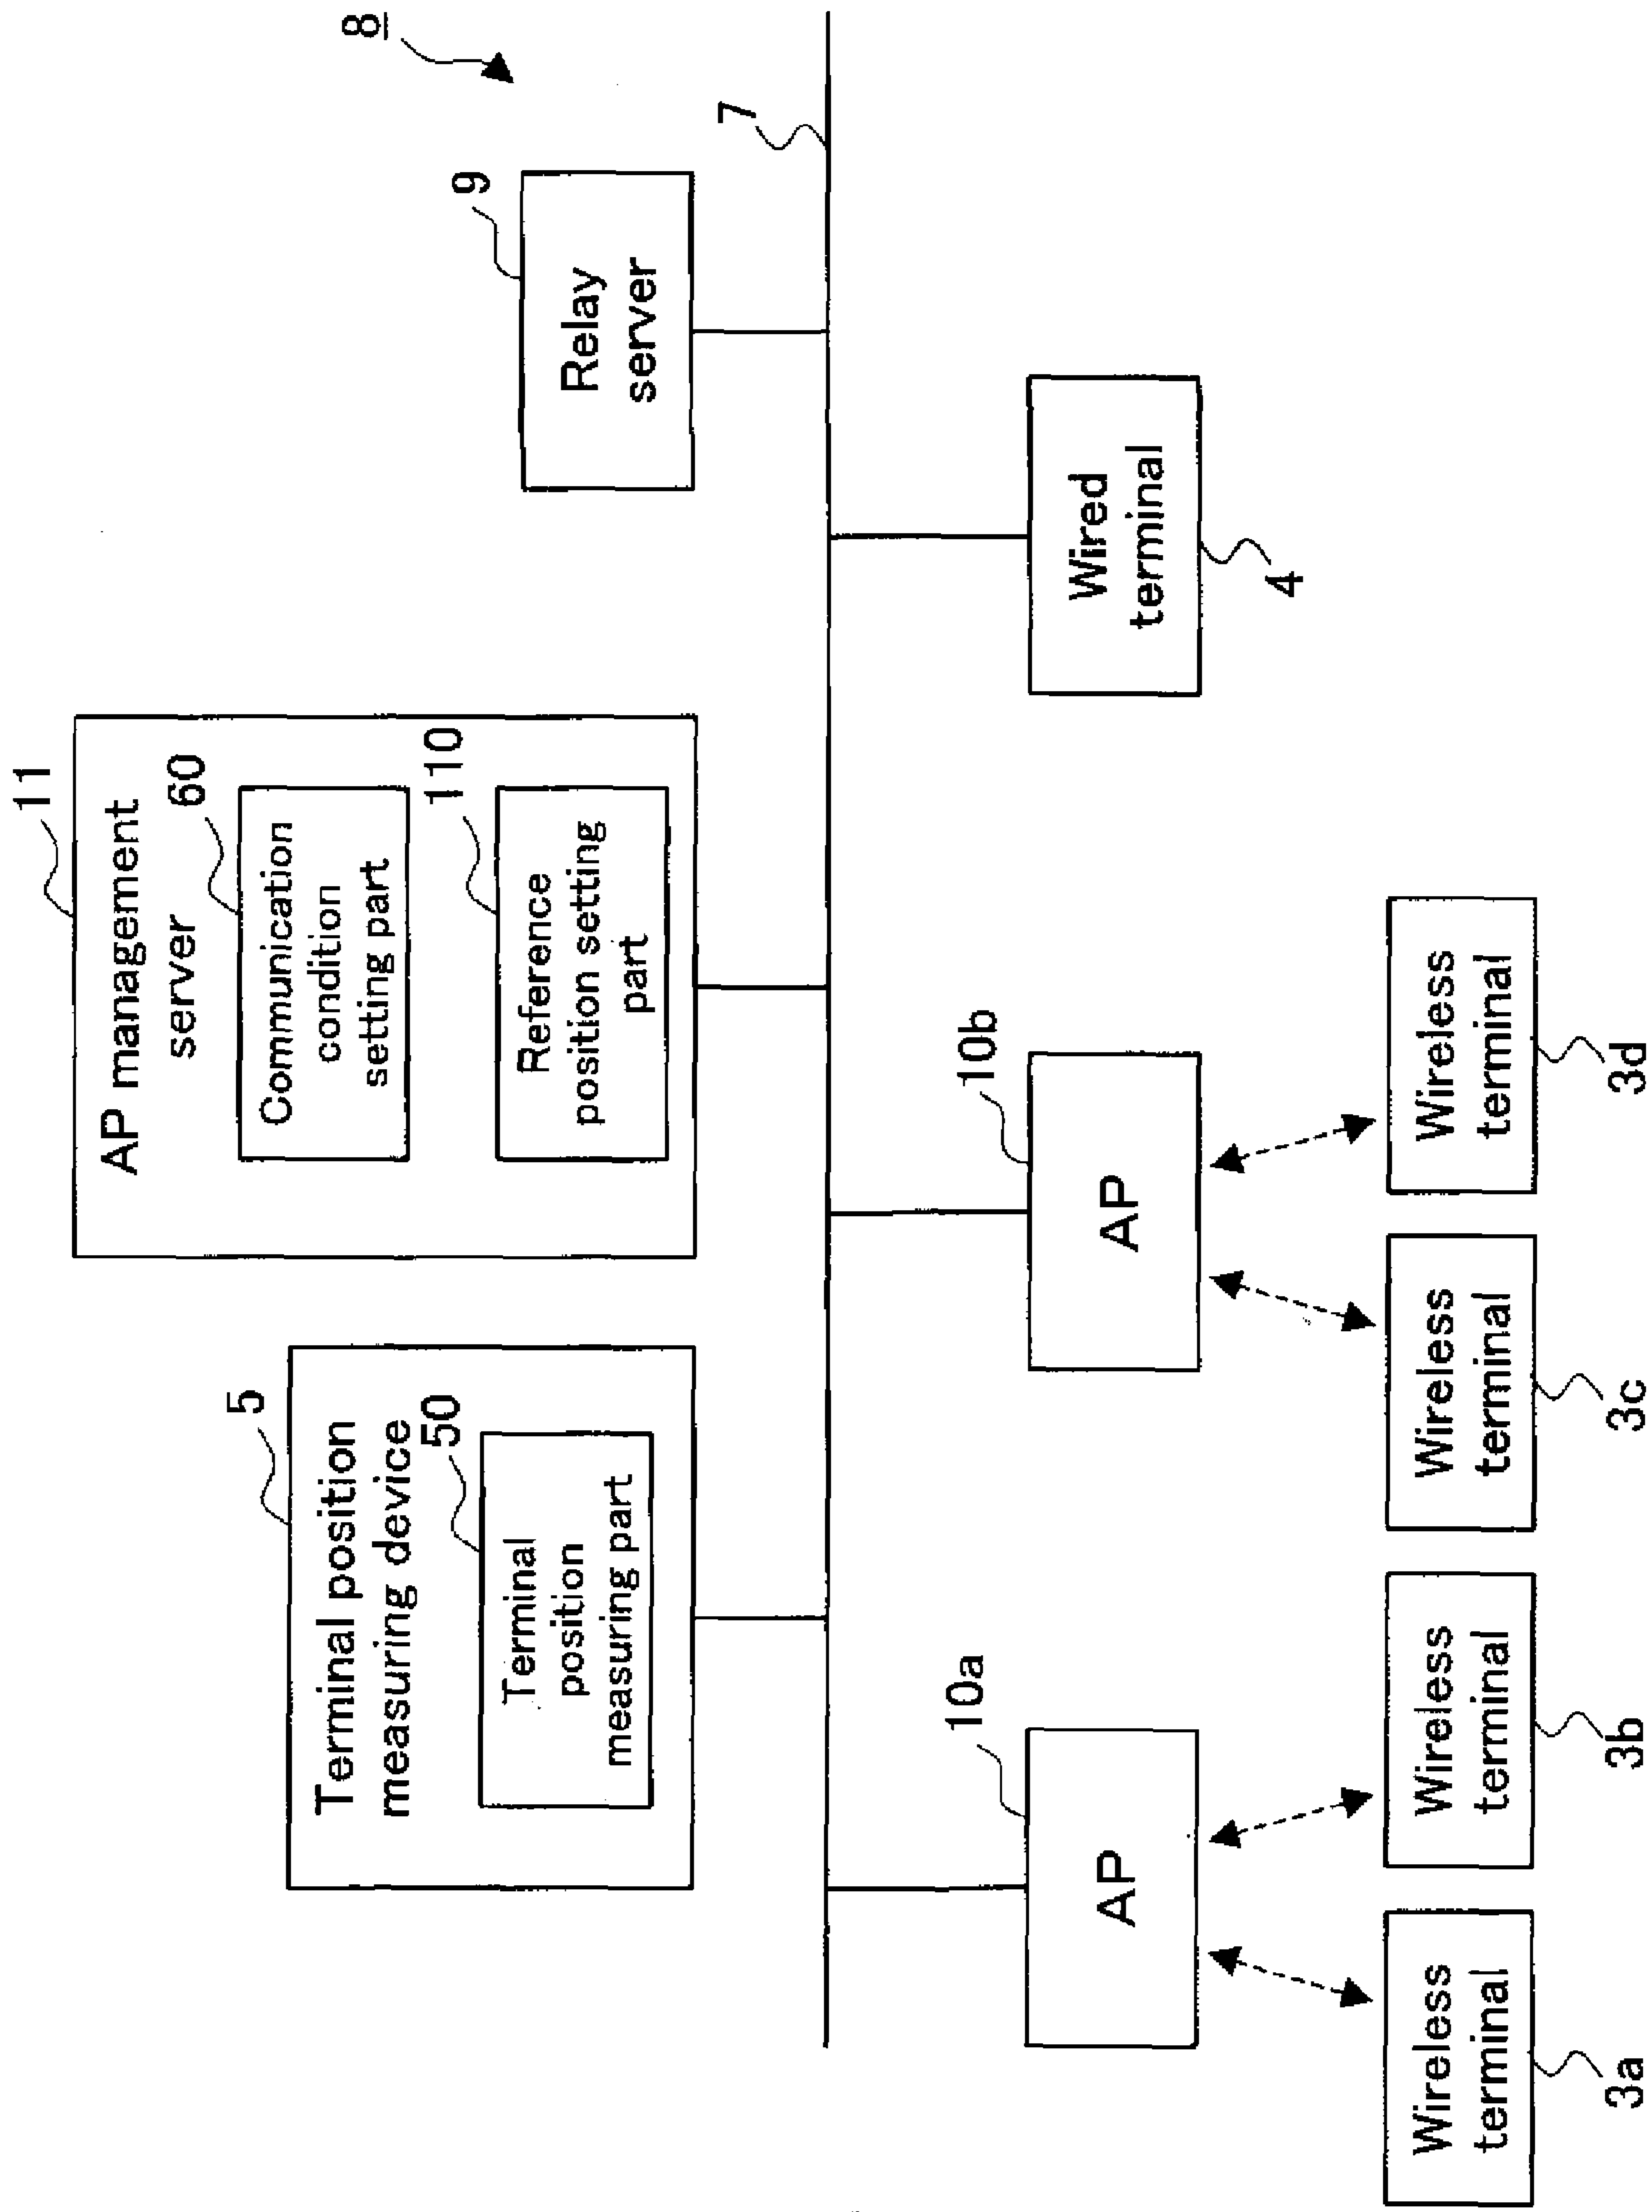 8
11
AP management
server
60
Communication
condition
setting part
110
Reference
position setting
part
5
Terminal position
measuring device
50
Terminal
position
measuring part
9
Relay
server
7
10a
AP
10b
AP
Wired
terminal
4
Wireless
terminal
3a
Wireless
terminal
3b
Wireless
terminal
3c
Wireless
terminal
3d